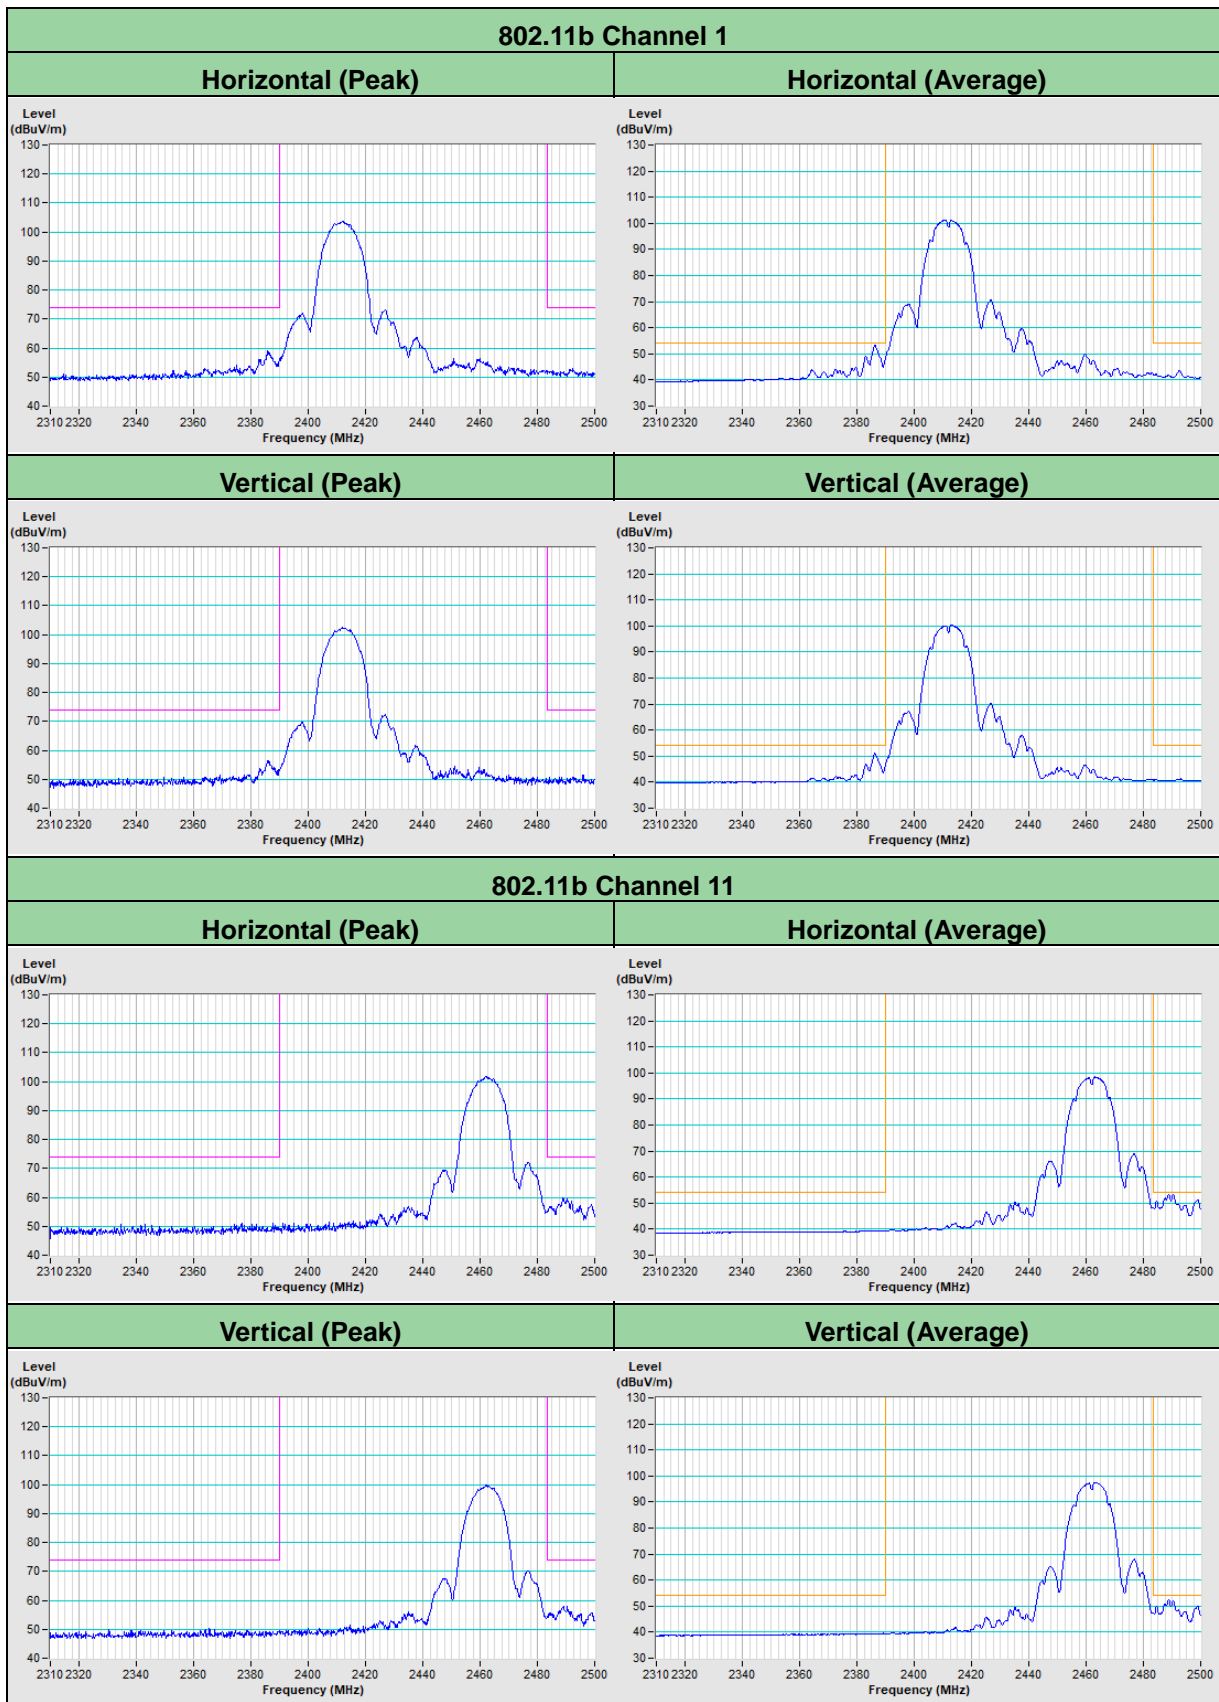 802.11b Channel 1
Horizontal (Peak) Horizontal (Average)
Level Level
(dBuV/m) (dBuV/m)
130 130
120 120
110 110
100 100
90 90
80 80
70 70
60 60
50 50
40 40
30
2310 2320 2340 2360 2380 2400 2420 2440 2460 2480 2500 2310 2320 2340 2360 2380 2400 2420 2440 2460 2480 2500
Frequency (MHz) Frequency (MHz)
Vertical (Peak) Vertical (Average)
Level Level
(dBuV/m) (dBuV/m)
130 130
120 120
110 110
100 100
90 90
80 80
70 70
60 60
50 50
40 40
30
2310 2320 2340 2360 2380 2400 2420 2440 2460 2480 2500 2310 2320 2340 2360 2380 2400 2420 2440 2460 2480 2500
Frequency (MHz) Frequency (MHz)
802.11b Channel 11
Horizontal (Peak) Horizontal (Average)
Level Level
(dBuV/m) (dBuV/m)
130 130
120 120
110 110
100 100
90 90
80 80
70 70
60 60
50 50
40 40
30
2310 2320 2340 2360 2380 2400 2420 2440 2460 2480 2500 2310 2320 2340 2360 2380 2400 2420 2440 2460 2480 2500
Frequency (MHz) Frequency (MHz)
Vertical (Peak) Vertical (Average)
Level Level
(dBuV/m) (dBuV/m)
130 130
120 120
110 110
100 100
90 90
80 80
70 70
60 60
50 50
40 40
30
2310 2320 2340 2360 2380 2400 2420 2440 2460 2480 2500 2310 2320 2340 2360 2380 2400 2420 2440 2460 2480 2500
Frequency (MHz) Frequency (MHz)